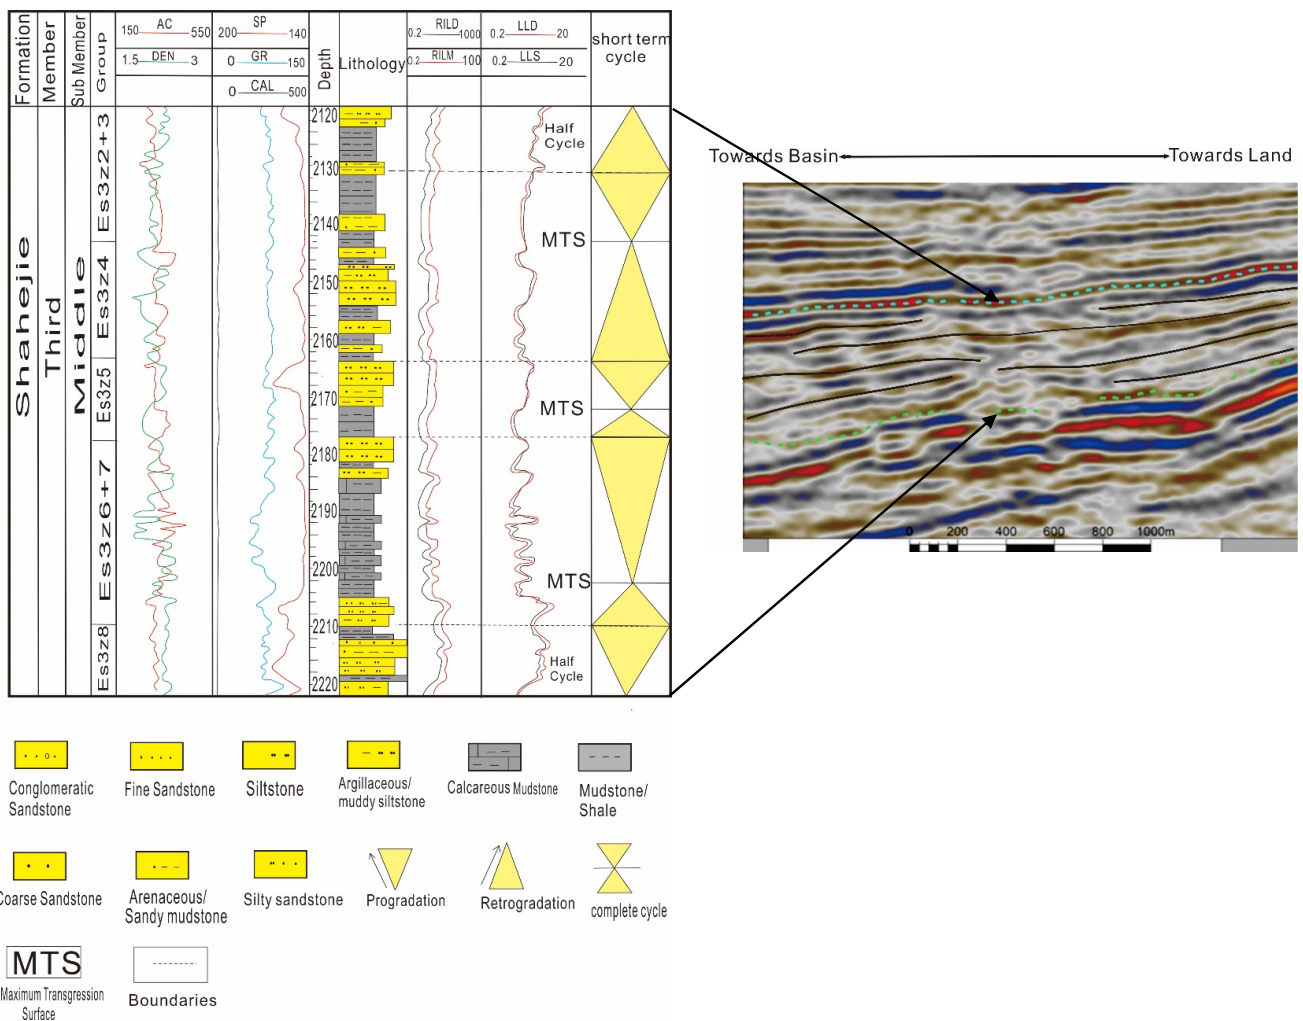 Formation
Member
Sub Member
Group
150 AC 550
1.5 DEN 3
200 SP 140
0 GR 150
0 CAL 500
Depth
Lithology
0.2 RILD 1000
0.2 RILM 100
0.2 LLD 20
0.2 LLS 20
short term
cycle
Shahejie
Third
Middle
Es3z2+3
Es3z4
Es3z5
Es3z6+7
Es3z8
2120
2130
2140
2150
2160
2170
2180
2190
2200
2210
2220
Half
Cycle
MTS
MTS
MTS
Half
Cycle
Towards Basin
Towards Land
0 200 400 600 800 1000m
Conglomeratic
Sandstone
Fine Sandstone
Siltstone
Argillaceous/
muddy siltstone
Calcareous Mudstone
Mudstone/
Shale
Coarse Sandstone
Arenaceous/
Sandy mudstone
Silty sandstone
Progradation
Retrogradation
complete cycle
MTS
Maximum Transgression
Surface
Boundaries